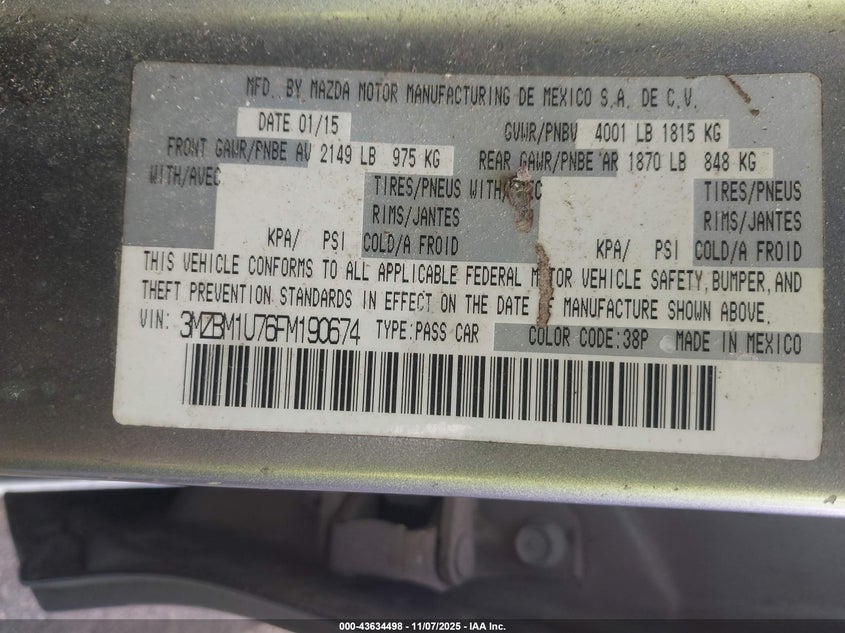 MFD. BY MAZDA MOTOR MANUFACTURING DE MEXICO S.A. DE C.V.
DATE 01/15 GVWR/PNBV 4001 LB 1815 KG
FRONT GAWR/PNBE AV 2149 LB 975 KG REAR GAWR/PNBE AR 1870 LB 848 KG
WITH/AVEC TIRES/PNEUS WITH/AVEC TIRES/PNEUS
RIMS/JANTES RIMS/JANTES
KPA/ PSI COLD/A FROID KPA/ PSI COLD/A FROID
THIS VEHICLE CONFORMS TO ALL APPLICABLE FEDERAL MOTOR VEHICLE SAFETY, BUMPER, AND
THEFT PREVENTION STANDARDS IN EFFECT ON THE DATE OF MANUFACTURE SHOWN ABOVE.
VIN: 3MZBM1U76FM190674 TYPE:PASS CAR COLOR CODE:38P MADE IN MEXICO
000-43634498 - 11/07/2025 - IAA Inc.